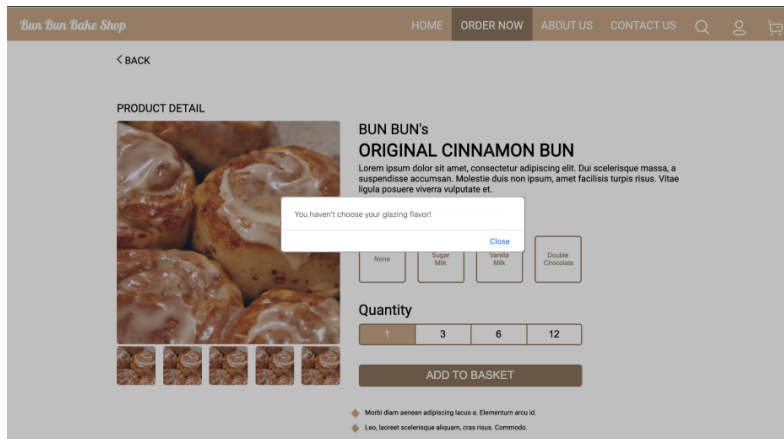 Bun Bun Bake Shop
HOME
ORDER NOW
ABOUT US
CONTACT US
< BACK
PRODUCT DETAIL
BUN BUN's
ORIGINAL CINNAMON BUN
Lorem ipsum dolor sit amet, consectetur adipiscing elit. Dui scelerisque massa, a
suspendisse accumsan. Molestie duis non ipsum, amet facilisis turpis risus. Vitae
ligula posuere viverra vulputate et.
You haven't choose your glazing flavor!
Close
None
Sugar
Milk
Vanilla
Milk
Double
Chocolate
Quantity
1
3
6
12
ADD TO BASKET
Morbi diam aenean adipiscing lacus a. Elementum arcu id.
Leo, laoreet scelerisque aliquam, cras risus. Commodo.